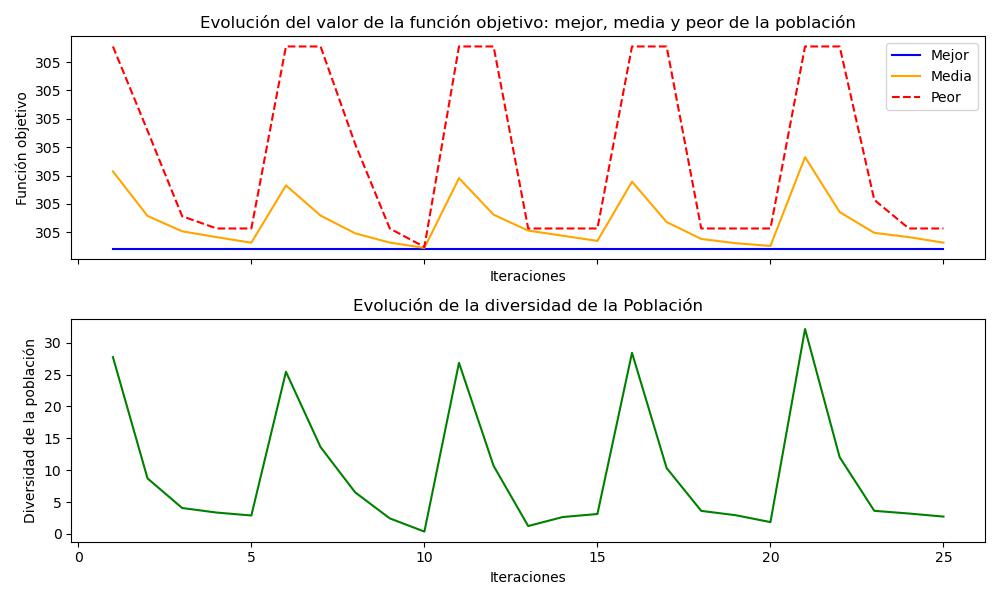 Evolución del valor de la función objetivo: mejor, media y peor de la población
305
305
305
305
305
305
305
Función objetivo
Mejor
Media
Peor
Iteraciones
Evolución de la diversidad de la Población
30
25
20
15
10
5
0
Diversidad de la población
0 5 10 15 20 25
Iteraciones